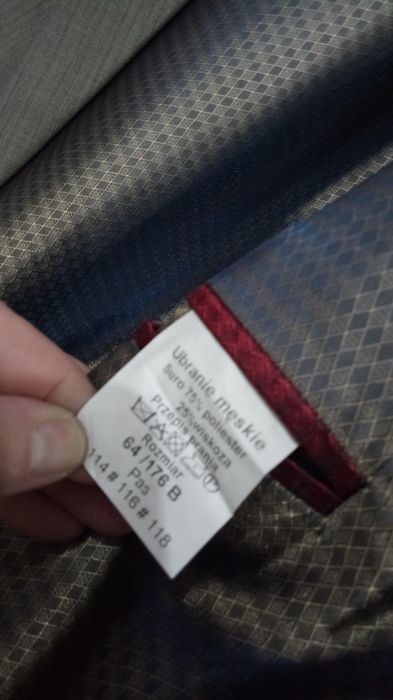 Ubranie męskie
Suro 75% poliester
25% wiskoza
Przepis prania
Rozmiar
64/176 B
Pas
114 # 116 # 118